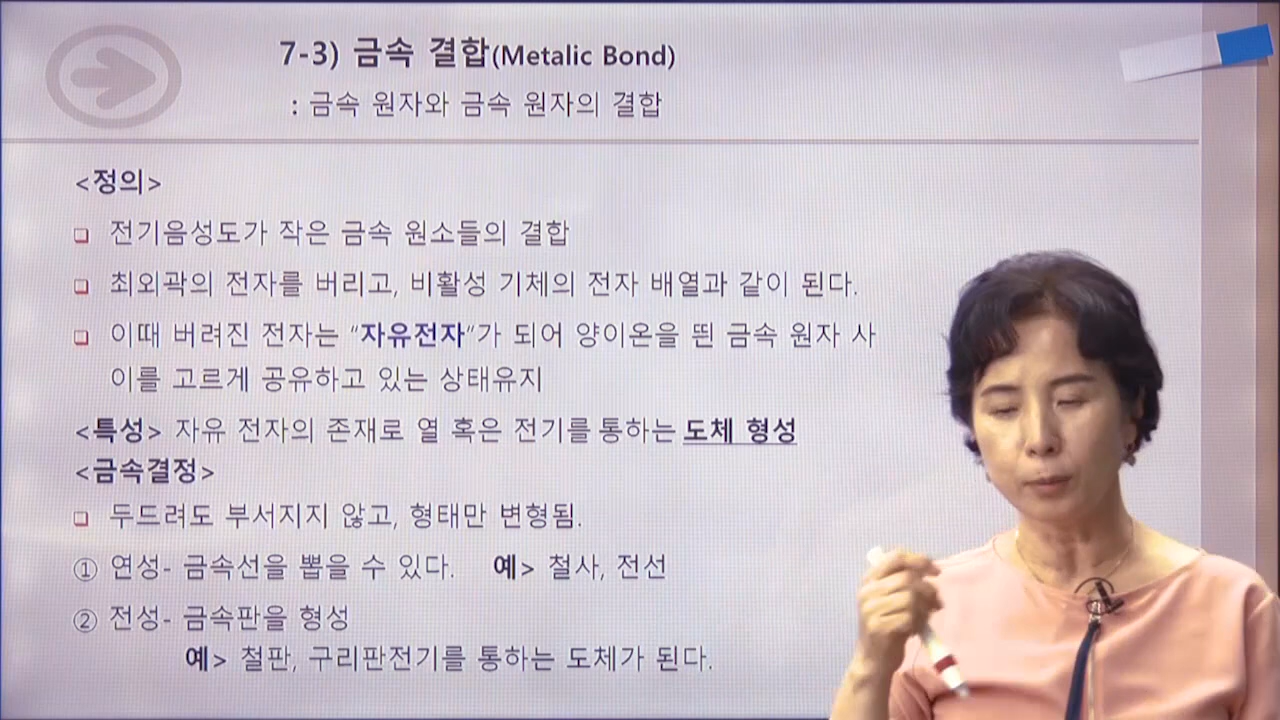 7-3) 금속 결합(Metalic Bond)
: 금속 원자와 금속 원자의 결합
<정의>
❑ 전기음성도가 작은 금속 원소들의 결합
❑ 최외곽의 전자를 버리고, 비활성 기체의 전자 배열과 같이 된다.
❑ 이때 버려진 전자는 “자유전자“가 되어 양이온을 띈 금속 원자 사
이를 고르게 공유하고 있는 상태유지
<특성> 자유 전자의 존재로 열 혹은 전기를 통하는 도체 형성
<금속결정>
❑ 두드려도 부서지지 않고, 형태만 변형됨.
① 연성- 금속선을 뽑을 수 있다. 예> 철사, 전선
② 전성- 금속판을 형성
예> 철판, 구리판전기를 통하는 도체가 된다.